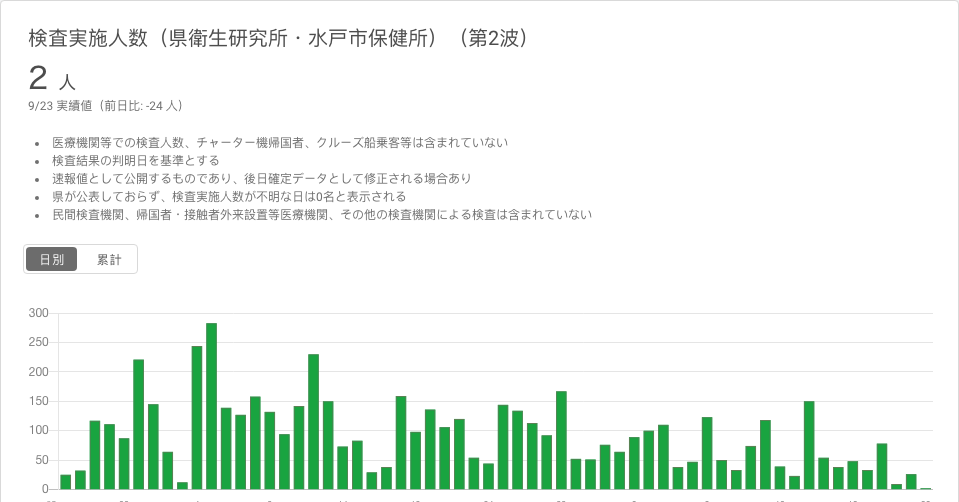 検査実施人数（県衛生研究所・水戸市保健所）（第2波）
2 人
9/23 実績値（前日比: -24 人）
医療機関等での検査人数、チャーター機帰国者、クルーズ船乗客等は含まれていない
検査結果の判明日を基準とする
速報値として公開するものであり、後日確定データとして修正される場合あり
県が公表しておらず、検査実施人数が不明な日は0名と表示される
民間検査機関、帰国者・接触者外来設置等医療機関、その他の検査機関による検査は含まれていない
日別 累計
300
250
200
150
100
50
0